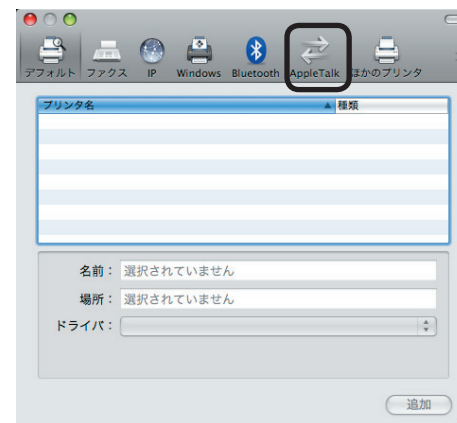 デフォルト ファクス IP Windows Bluetooth AppleTalk ほかのプリンタ
プリンタ名 種類
名前： 選択されていません
場所： 選択されていません
ドライバ：
追加